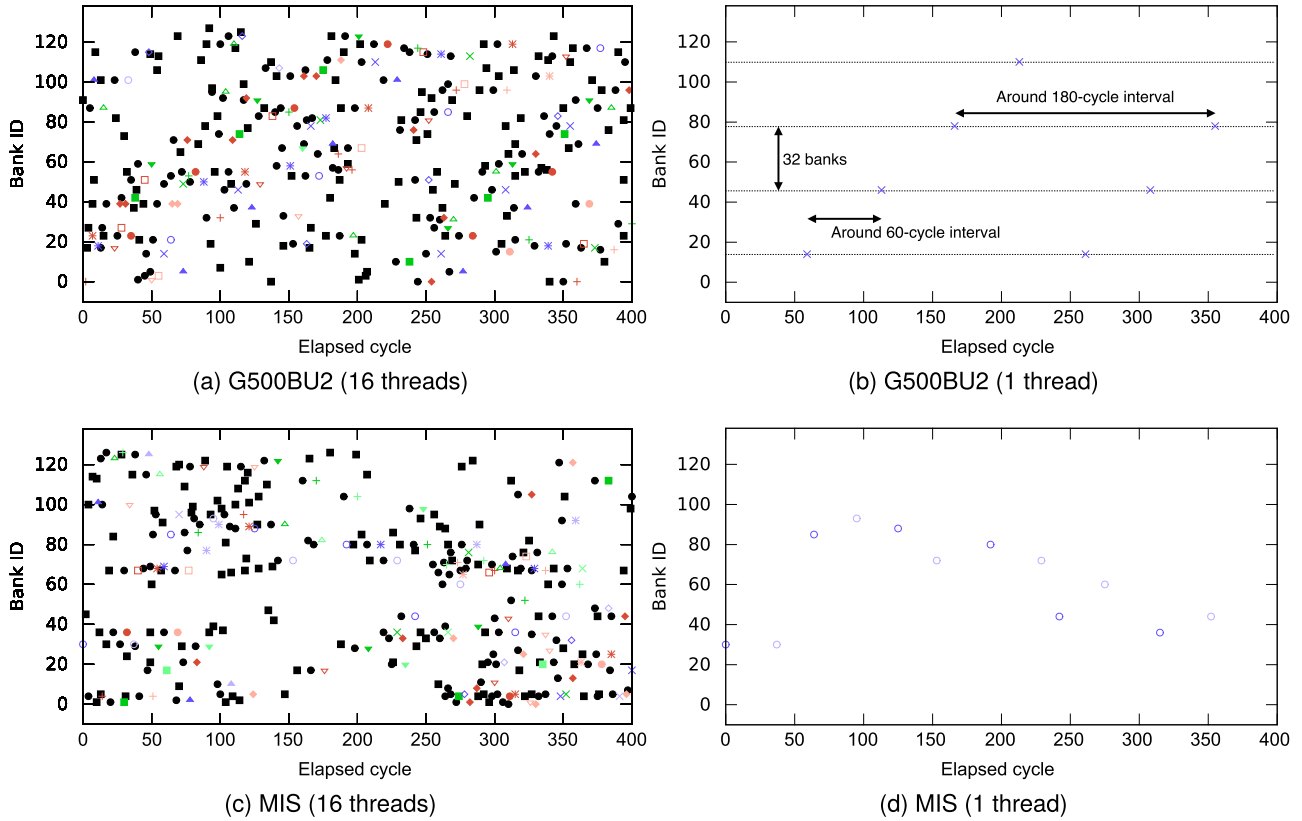 Bank ID
120
100
80
60
40
20
0
0 50 100 150 200 250 300 350 400
Elapsed cycle
(a) G500BU2 (16 threads)
Bank ID
120
100
80
60
40
20
0
Around 180-cycle interval
32 banks
Around 60-cycle interval
0 50 100 150 200 250 300 350 400
Elapsed cycle
(b) G500BU2 (1 thread)
Bank ID
120
100
80
60
40
20
0
0 50 100 150 200 250 300 350 400
Elapsed cycle
(c) MIS (16 threads)
Bank ID
120
100
80
60
40
20
0
0 50 100 150 200 250 300 350 400
Elapsed cycle
(d) MIS (1 thread)